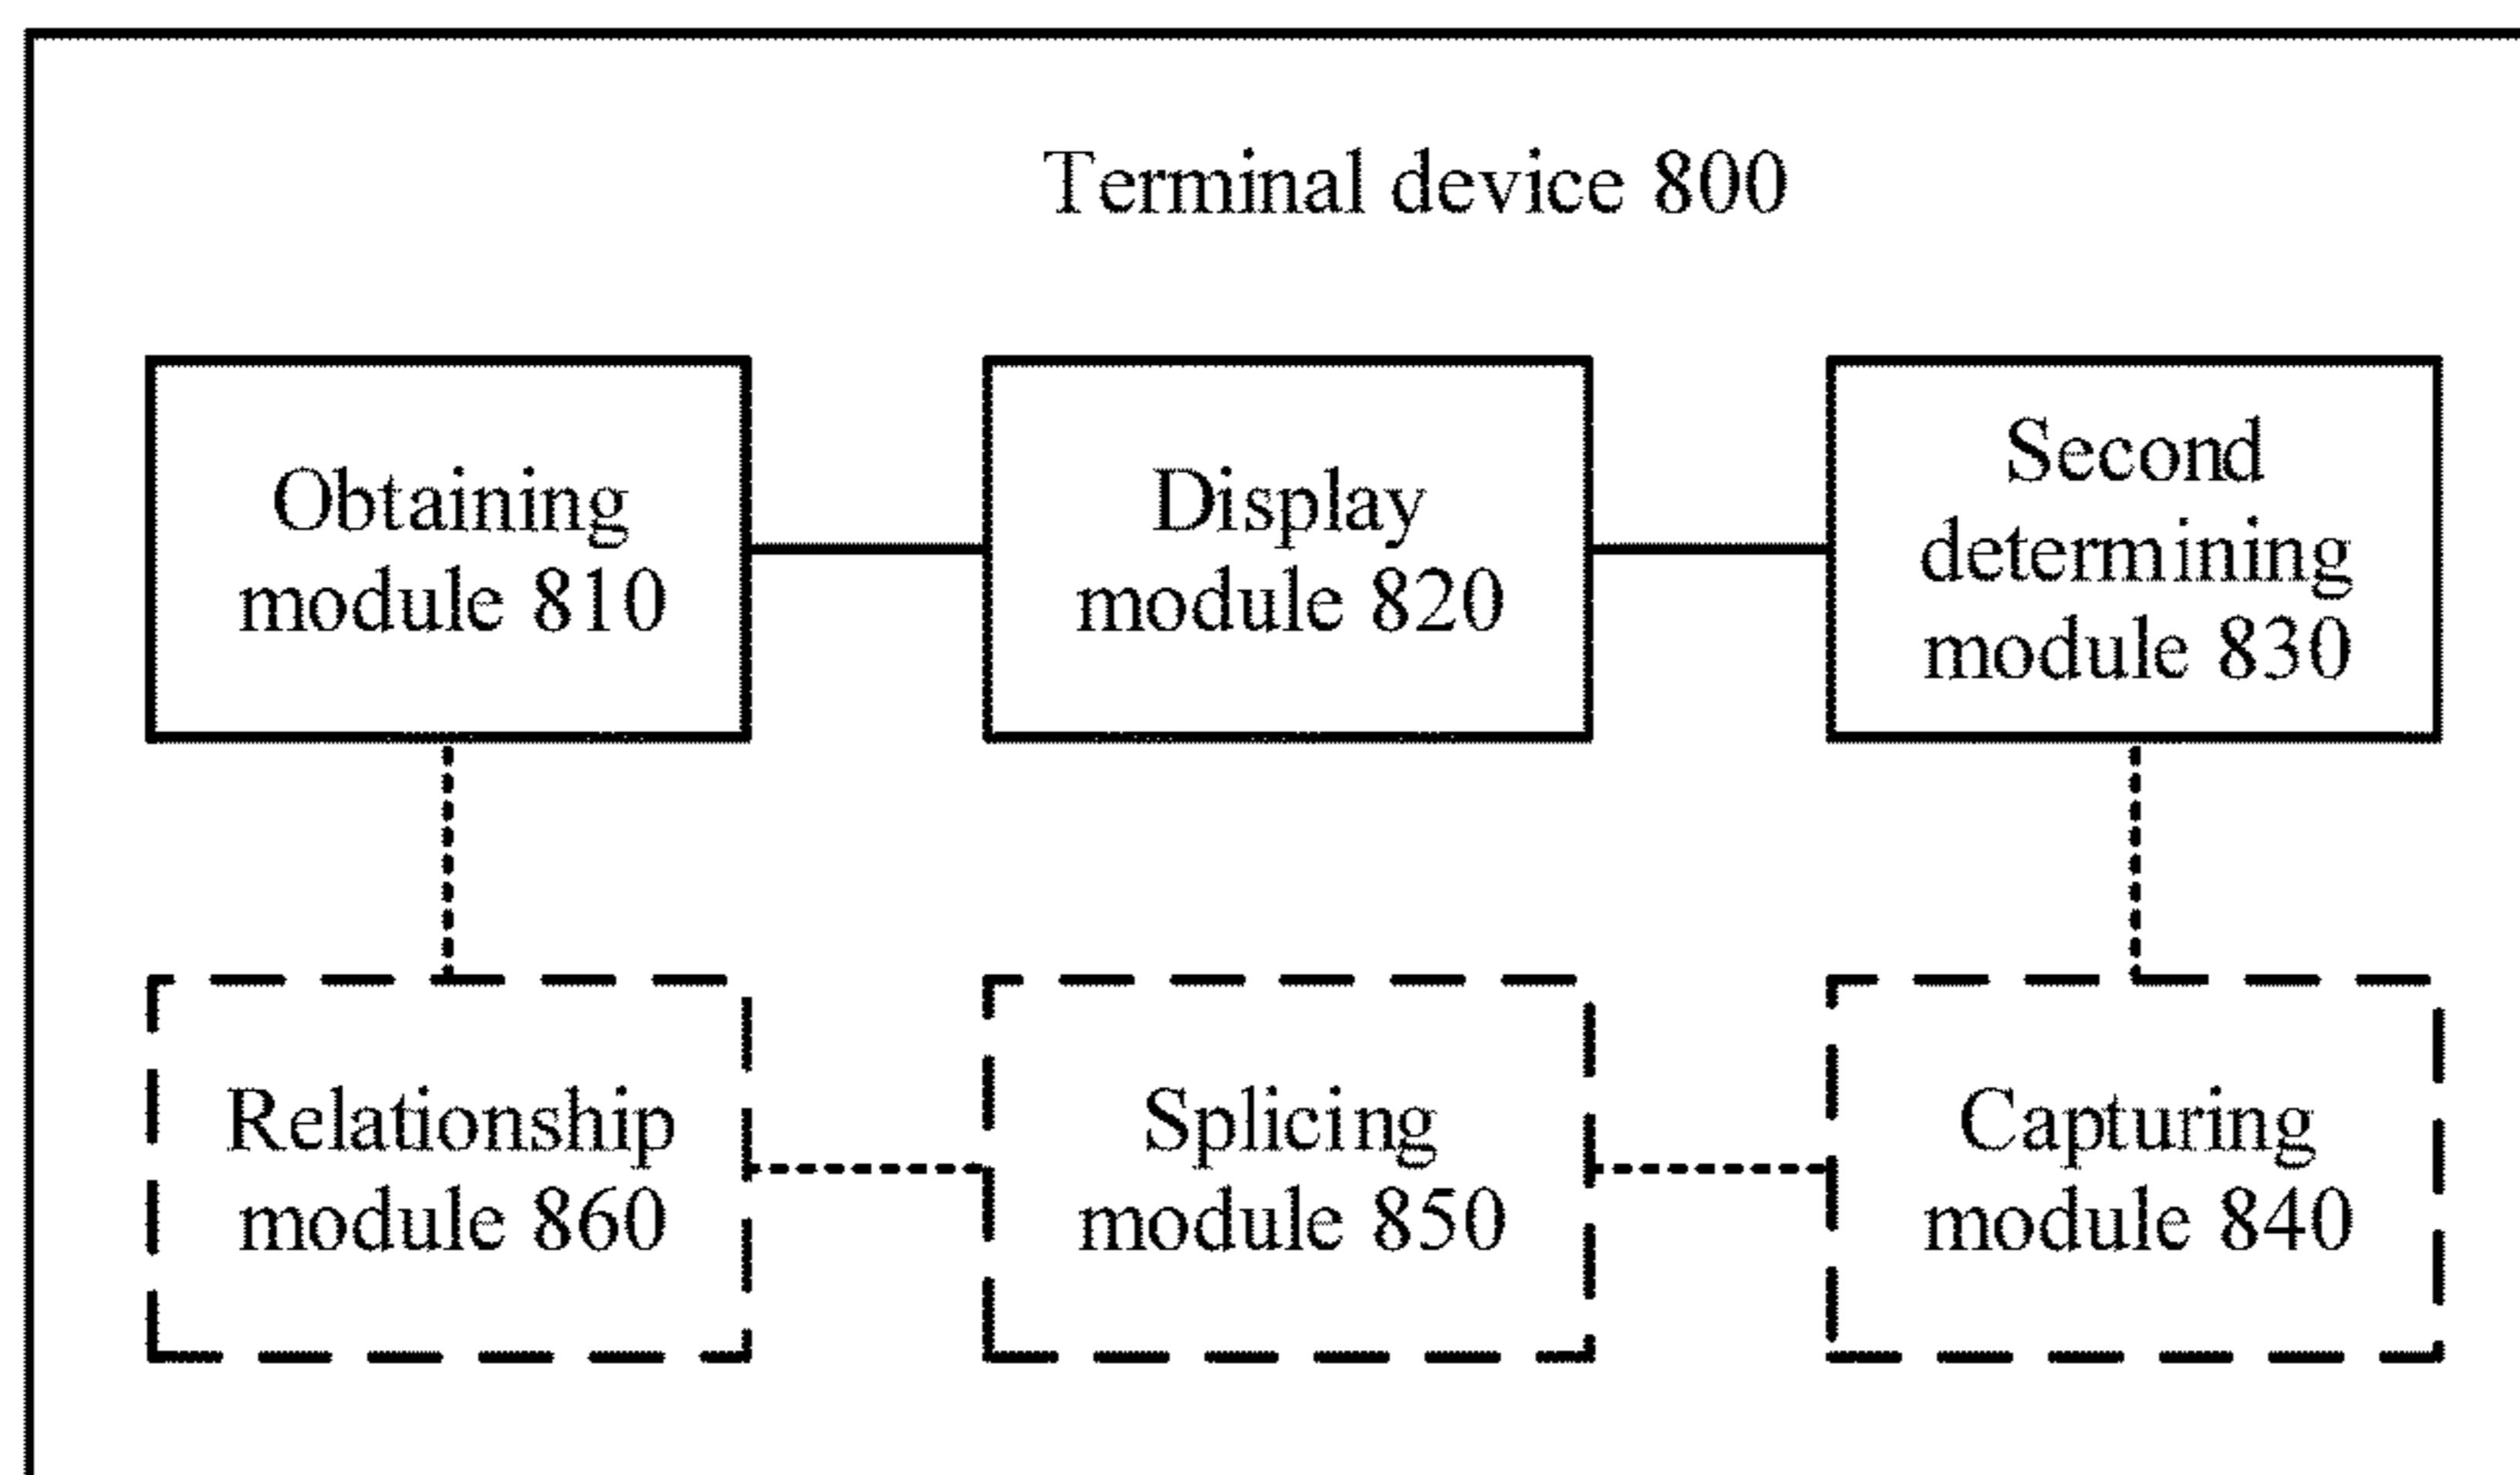 Terminal device 800
Obtaining
module 810
Display
module 820
Second
determining
module 830
Relationship
module 860
Splicing
module 850
Capturing
module 840